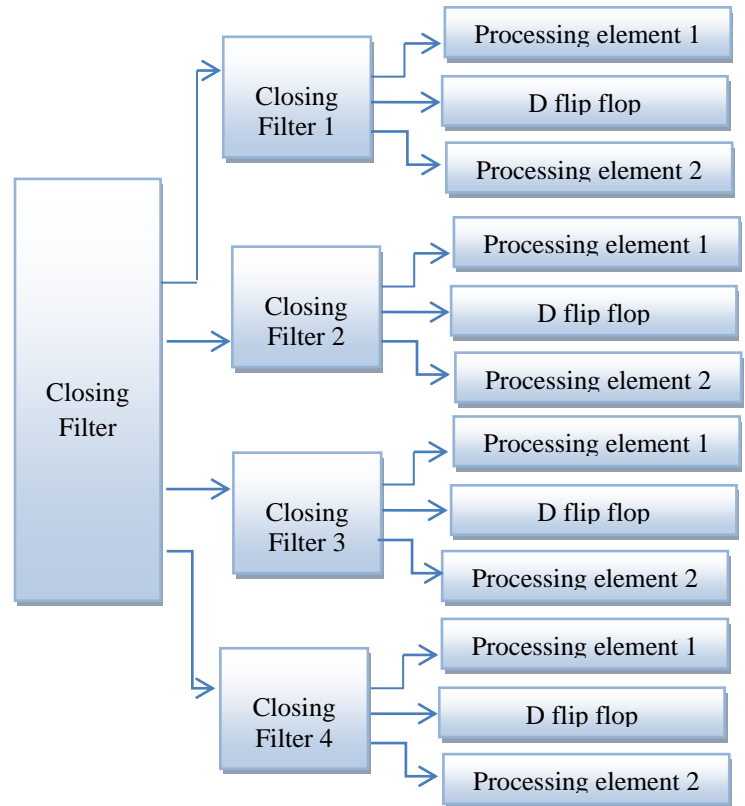 Processing element 1
Closing
Filter 1
D flip flop
Processing element 2
Closing
Filter
Processing element 1
Closing
Filter 2
D flip flop
Processing element 2
Processing element 1
Closing
Filter 3
D flip flop
Processing element 2
Processing element 1
Closing
Filter 4
D flip flop
Processing element 2